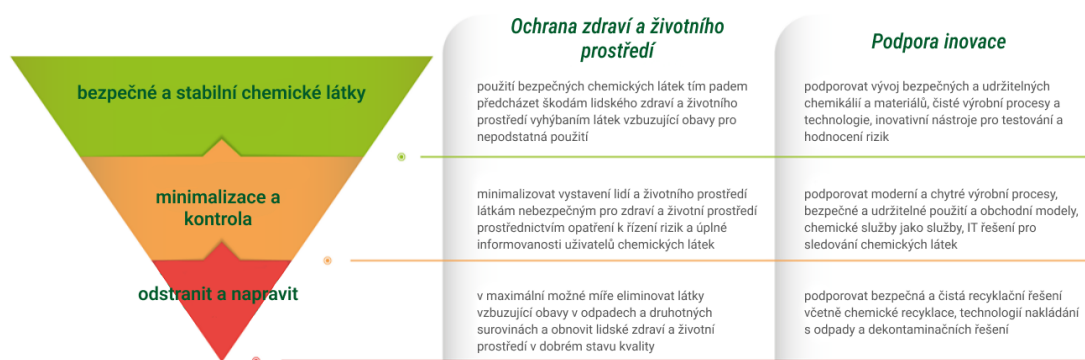 Ochrana zdraví a životního
prostředí
Podpora inovace
bezpečné a stabilní chemické látky
použití bezpečných chemických látek tím padem
předcházet škodám lidského zdraví a životního
prostředí vyhýbaním látek vzbuzující obavy pro
nepodstatná použití
podporovat vývoj bezpečných a udržitelných
chemikálií a materiálů, čisté výrobní procesy a
technologie, inovativní nástroje pro testování a
hodnocení rizik
minimalizace a
kontrola
minimalizovat vystavení lidí a životního prostředí
látkám nebezpečným pro zdraví a životní prostředí
prostřednictvím opatření k řízení rizik a úplné
informovanosti uživatelů chemických látek
podporovat moderní a chytré výrobní procesy,
bezpečné a udržitelné použití a obchodní modely,
chemické služby jako služby, IT řešení pro
sledování chemických látek
odstranit a napravit
v maximální možné míře eliminovat látky
vzbuzující obavy v odpadech a druhotných
surovinách a obnovit lidské zdraví a životní
prostředí v dobrém stavu kvality
podporovat bezpečná a čistá recyklační řešení
včetně chemické recyklace, technologií nakládání
s odpady a dekontaminačních řešení